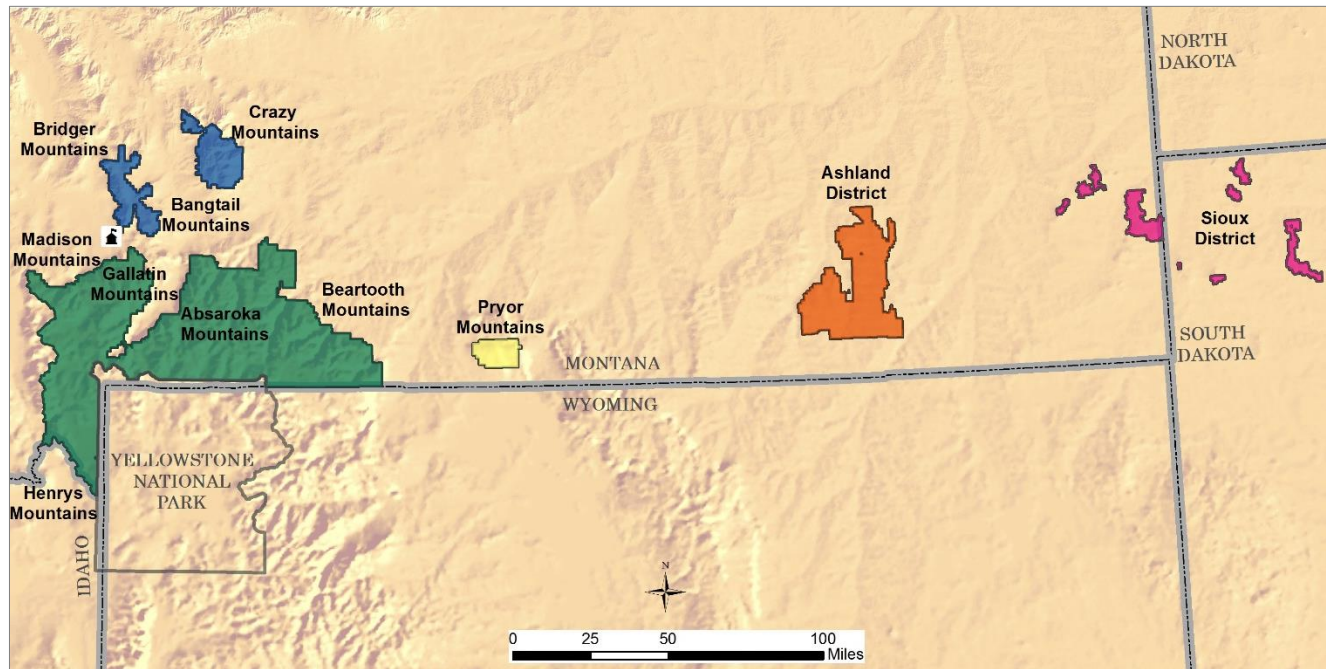 NORTH
DAKOTA
Crazy
Mountains
Bridger
Mountains
Ashland
District
Bangtail
Mountains
Sioux
District
Madison
Mountains
Gallatin
Mountains
Beartooth
Mountains
Absaroka
Mountains
Pryor
Mountains
SOUTH
DAKOTA
MONTANA
WYOMING
YELLOWSTONE
NATIONAL
PARK
Henrys
Mountains
IDAHO
N
0 25 50 100
Miles